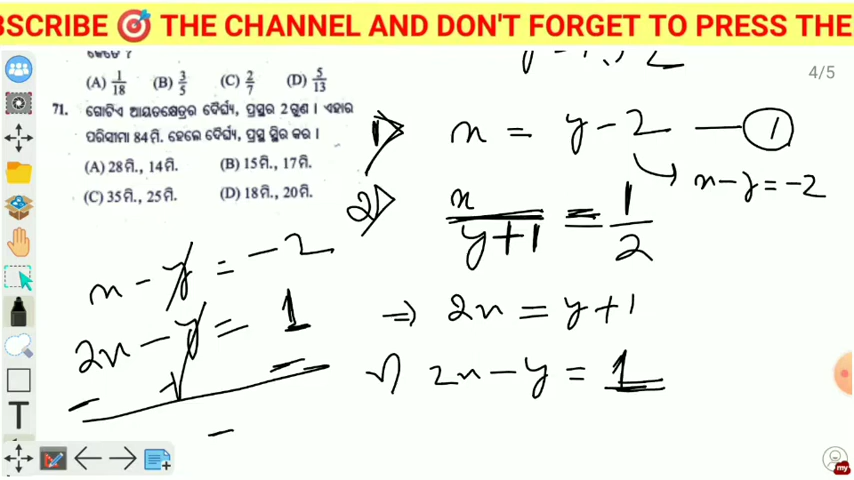 BSCRIBE 🎯 THE CHANNEL AND DON'T FORGET TO PRESS THE
4/5
(A) 1/18 (B) 3/5 (C) 2/7 (D) 5/13
71. ଗୋଟିଏ ଆୟତକ୍ଷେତ୍ରର ଦୈର୍ଘ୍ୟ, ପ୍ରସ୍ଥର 2 ଗୁଣ । ଏହାର
ପରିସୀମା 84 ମି. ହେଲେ ଦୈର୍ଘ୍ୟ, ପ୍ରସ୍ଥ ସ୍ଥିର କର ।
(A) 28 ମି., 14 ମି. (B) 15 ମି., 17 ମି.
(C) 35 ମି., 25 ମି. (D) 18 ମି., 20 ମି.
1) x = y - 2 — 1
x - y = -2
2) x/(y+1) = 1/2
⇒ 2x = y + 1
2x - y = 1
x - y = -2
2x - y = 1
T
my